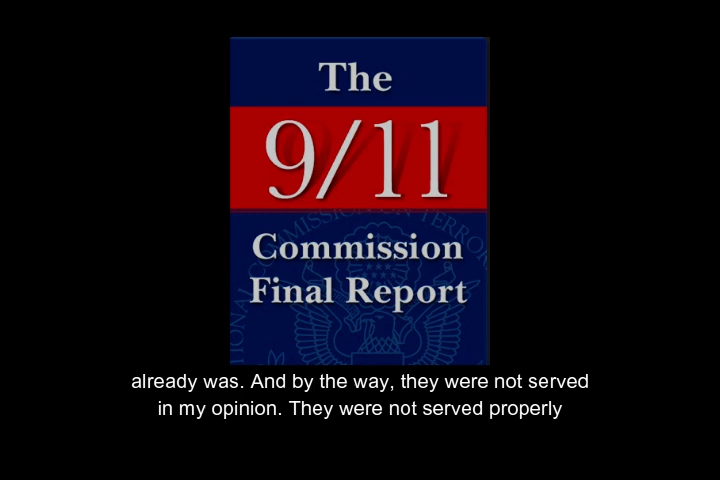 The
9/11
Commission
Final Report
already was. And by the way, they were not served
in my opinion. They were not served properly